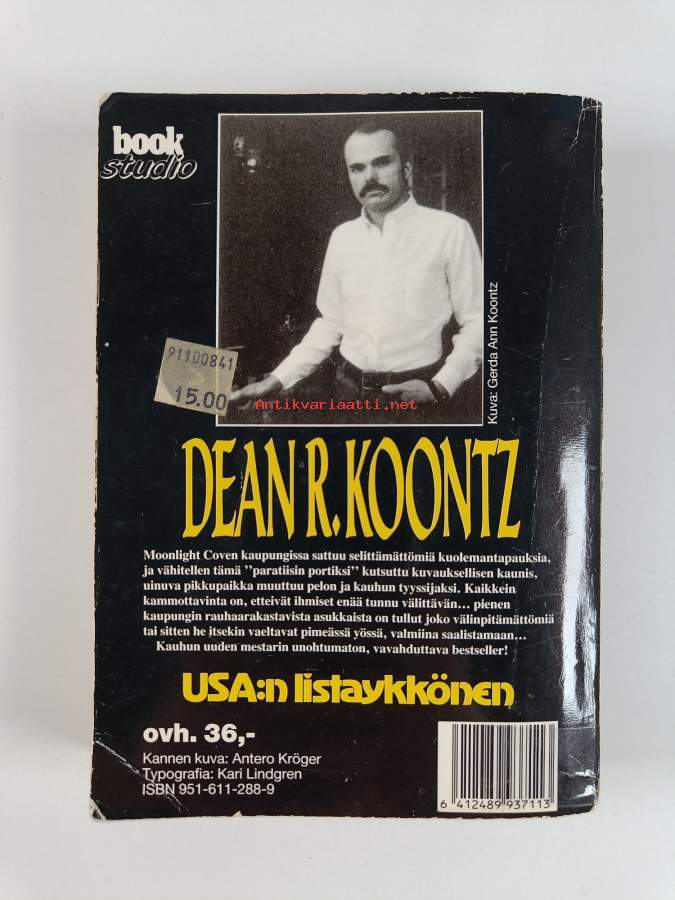 book
studio
Kuva: Gerda Ann Koontz
91100841
15.00
Antikvariaatti.net
DEAN R. KOONTZ
Moonlight Coven kaupungissa sattuu selittämättömiä kuolemantapauksia,
ja vähitellen tämä ”paratiisin portiksi” kutsuttu kuvauksellisen kaunis,
uinuva pikkupaikka muuttuu pelon ja kauhun tyyssijaksi. Kaikkein
kammottavinta on, etteivät ihmiset enää tunnu välittävän... pienen
kaupungin rauhaarakastavista asukkaista on tullut joko välinpitämättömiä
tai sitten he itsekin vaeltavat pimeässä yössä, valmiina saalistamaan...
Kauhun uuden mestarin unohtumaton, vavahduttava bestseller!
USA:n listaykkönen
ovh. 36,-
Kannen kuva: Antero Kröger
Typografia: Kari Lindgren
ISBN 951-611-288-9
6 412489 937113